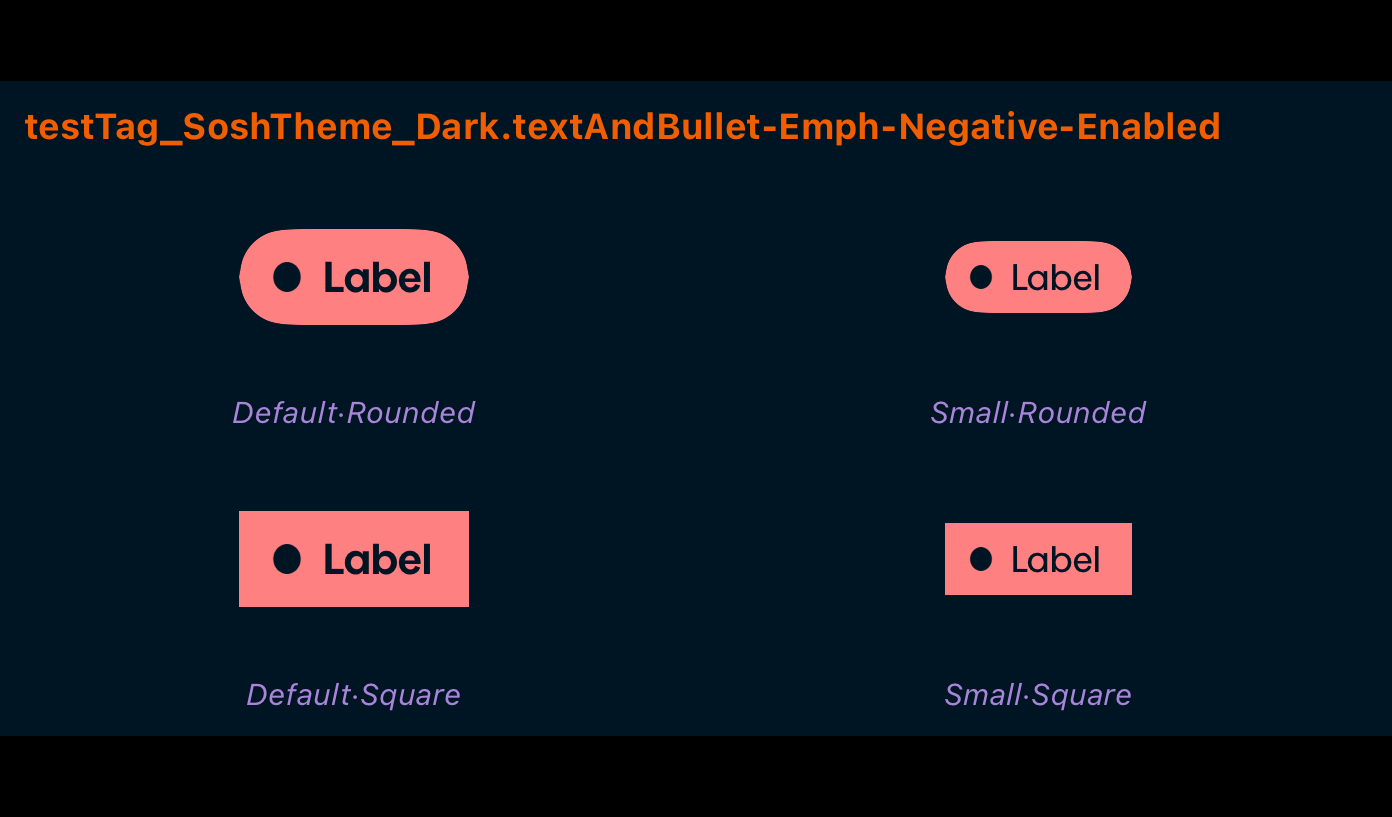 testTag_SoshTheme_Dark.textAndBullet-Emph-Negative-Enabled
Label
Label
Default·Rounded
Small·Rounded
Label
Label
Default·Square
Small·Square